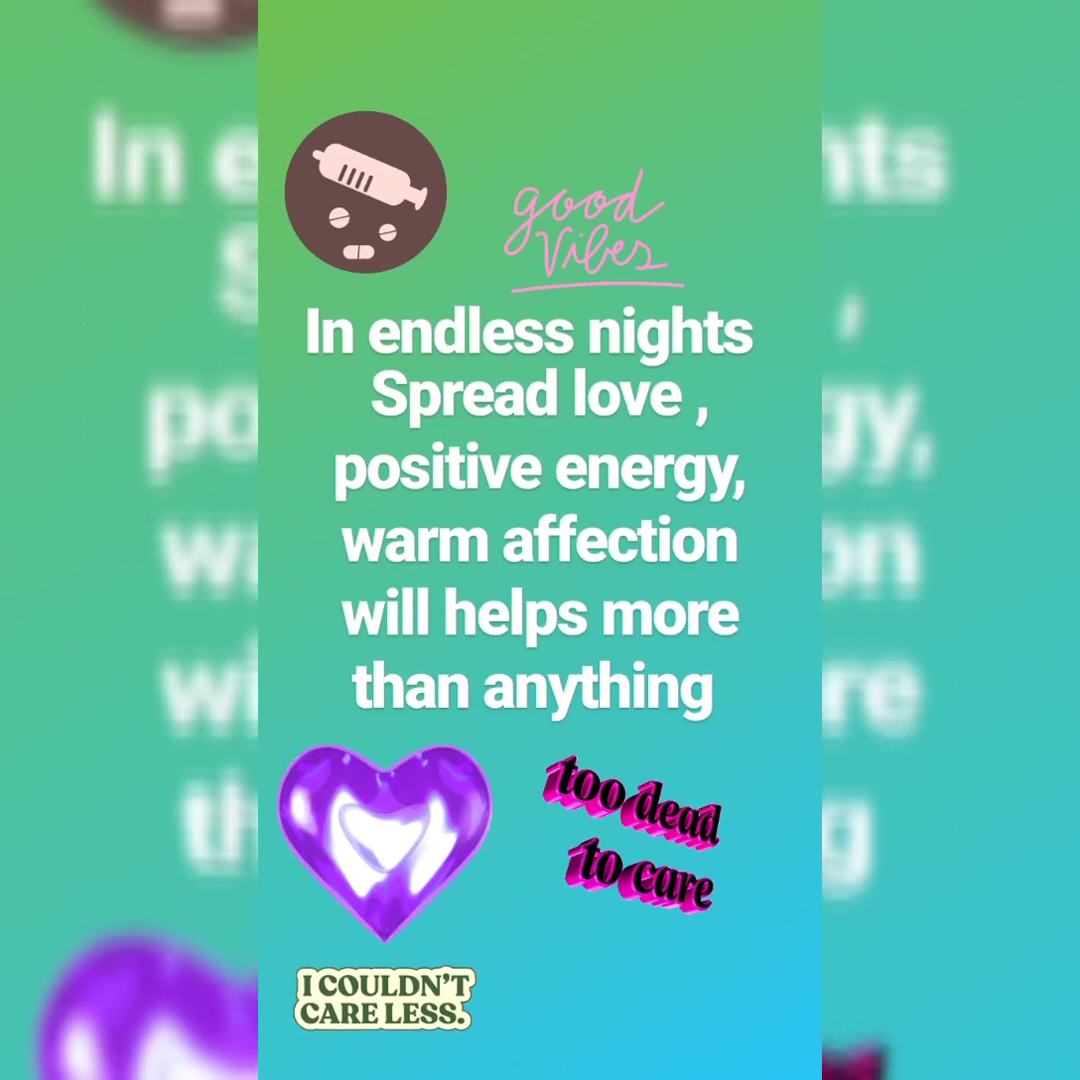 good
vibes
In endless nights
Spread love ,
positive energy,
warm affection
will helps more
than anything
too dead
to care
I COULDN'T
CARE LESS.